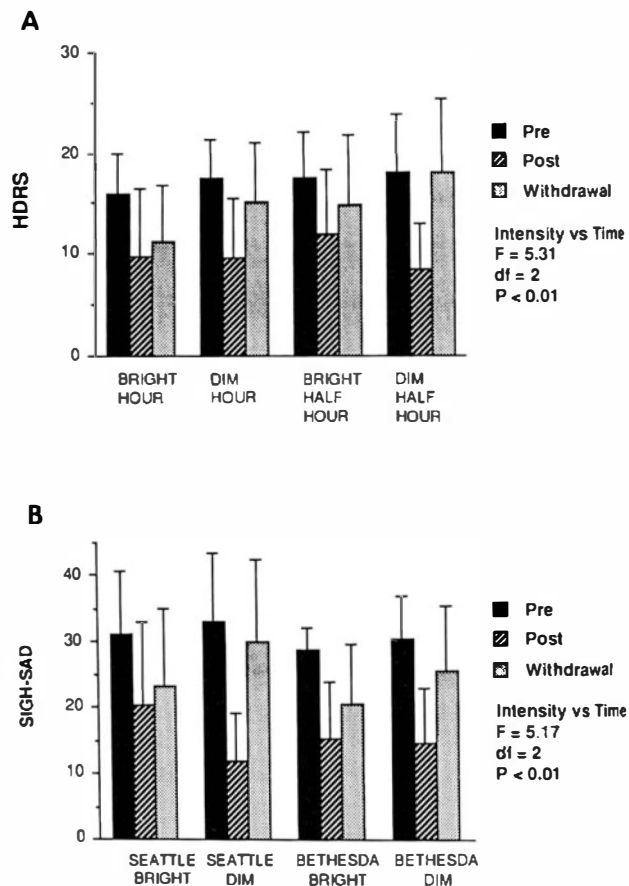 A
30
20
10
0
HDRS
BRIGHT HOUR
DIM HOUR
BRIGHT HALF HOUR
DIM HALF HOUR
Pre
Post
Withdrawal
Intensity vs Time
F = 5.31
df = 2
P < 0.01
B
40
30
20
10
0
SIGH-SAD
SEATTLE BRIGHT
SEATTLE DIM
BETHESDA BRIGHT
BETHESDA DIM
Pre
Post
Withdrawal
Intensity vs Time
F = 5.17
df = 2
P < 0.01